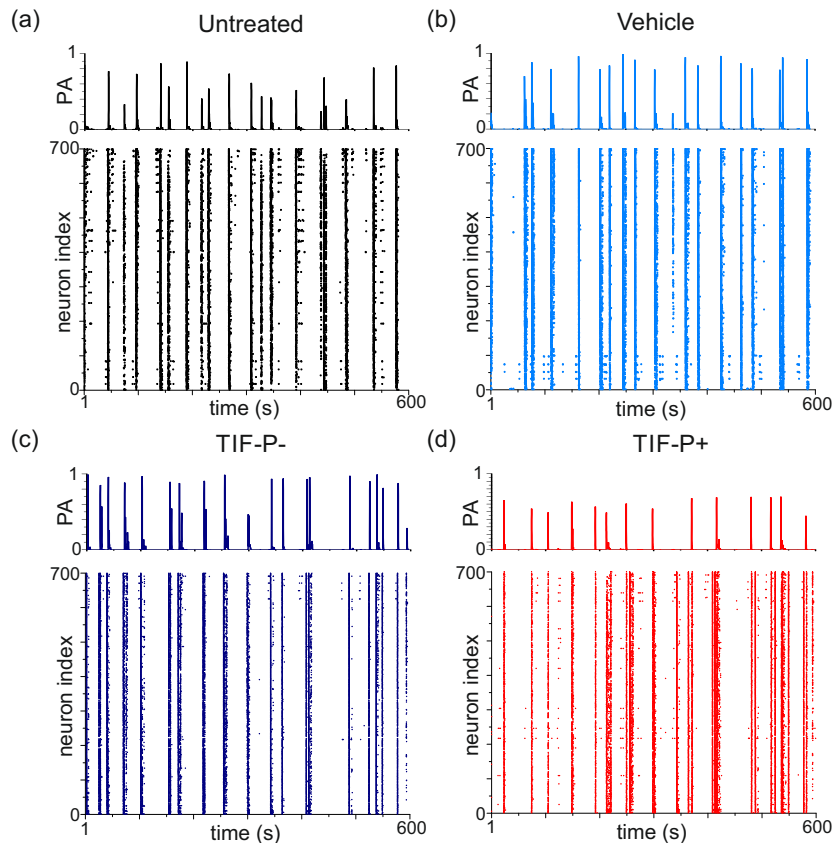 (a)
Untreated
1
PA
0
700
neuron index
0
1
time (s)
600
(b)
Vehicle
1
PA
0
700
neuron index
0
1
time (s)
600
(c)
TIF-P-
1
PA
0
700
neuron index
0
1
time (s)
600
(d)
TIF-P+
1
PA
0
700
neuron index
0
1
time (s)
600